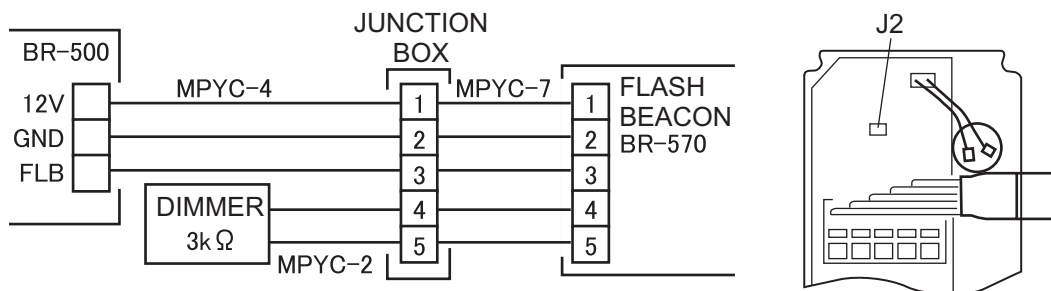 JUNCTION
BOX
J2
BR-500
MPYC-4
MPYC-7
FLASH
BEACON
BR-570
12V
GND
FLB
1
2
3
4
5
1
2
3
4
5
DIMMER
3kΩ
MPYC-2